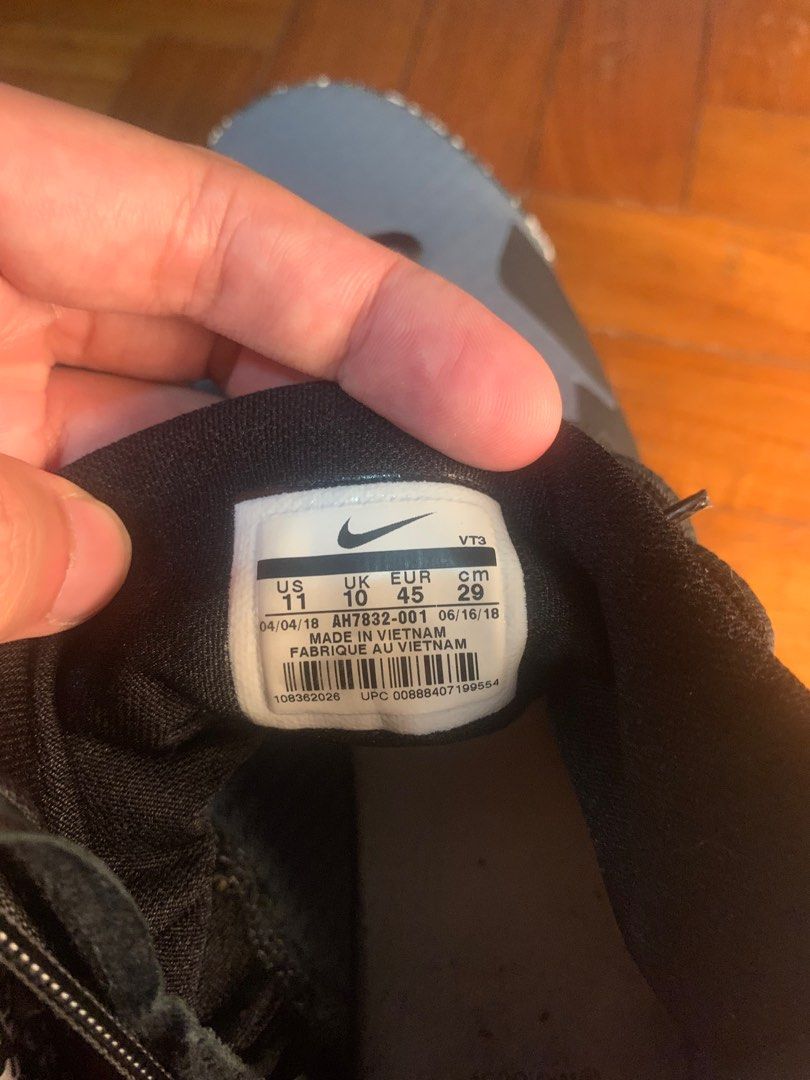 VT3
US UK EUR cm
11 10 45 29
04/04/18 AH7832-001 06/16/18
MADE IN VIETNAM
FABRIQUE AU VIETNAM
108362026 UPC 00888407199554